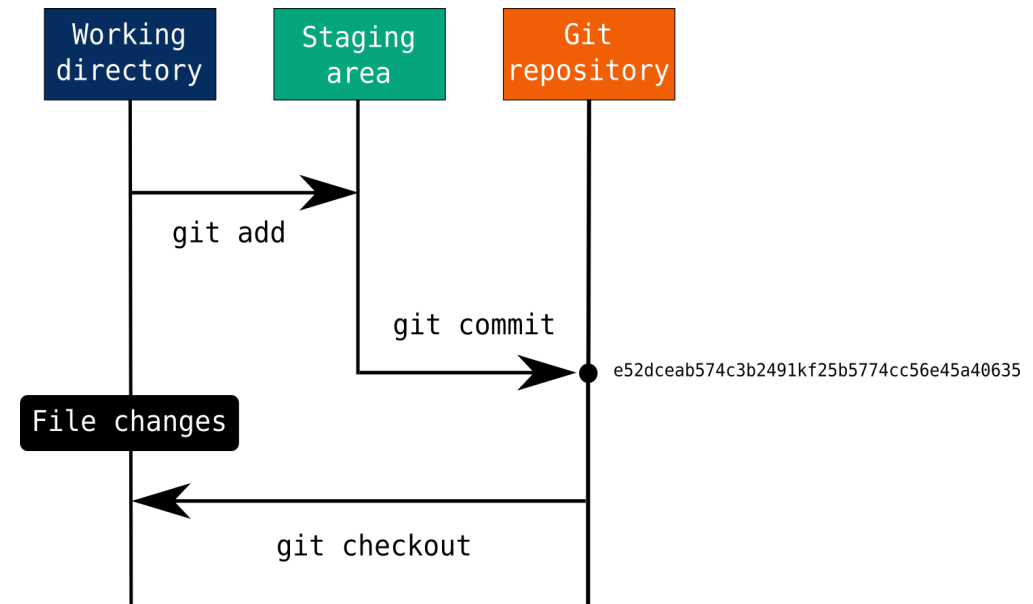 Working
directory
Staging
area
Git
repository
git add
git commit
e52dceab574c3b2491kf25b5774cc56e45a40635
File changes
git checkout